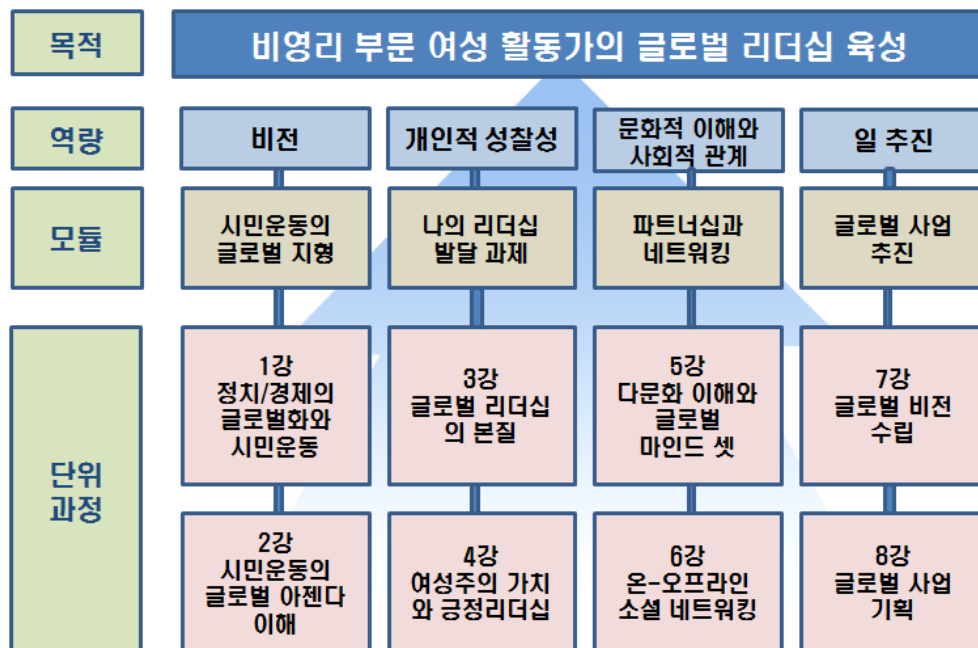 목적
비영리 부문 여성 활동가의 글로벌 리더십 육성
역량
비전
개인적 성찰성
문화적 이해와
사회적 관계
일 추진
모듈
시민운동의
글로벌 지형
나의 리더십
발달 과제
파트너십과
네트워킹
글로벌 사업
추진
단위
과정
1강
정치/경제의
글로벌화와
시민운동
3강
글로벌 리더십
의 본질
5강
다문화 이해와
글로벌
마인드 셋
7강
글로벌 비전
수립
2강
시민운동의
글로벌 아젠다
이해
4강
여성주의 가치
와 긍정리더십
6강
온-오프라인
소셜 네트워킹
8강
글로벌 사업
기획